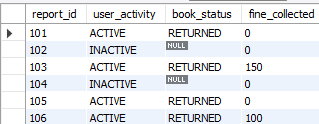 report_id user_activity book_status fine_collected
101 ACTIVE RETURNED 0
102 INACTIVE NULL 0
103 ACTIVE RETURNED 150
104 INACTIVE NULL 0
105 ACTIVE RETURNED 0
106 ACTIVE RETURNED 100